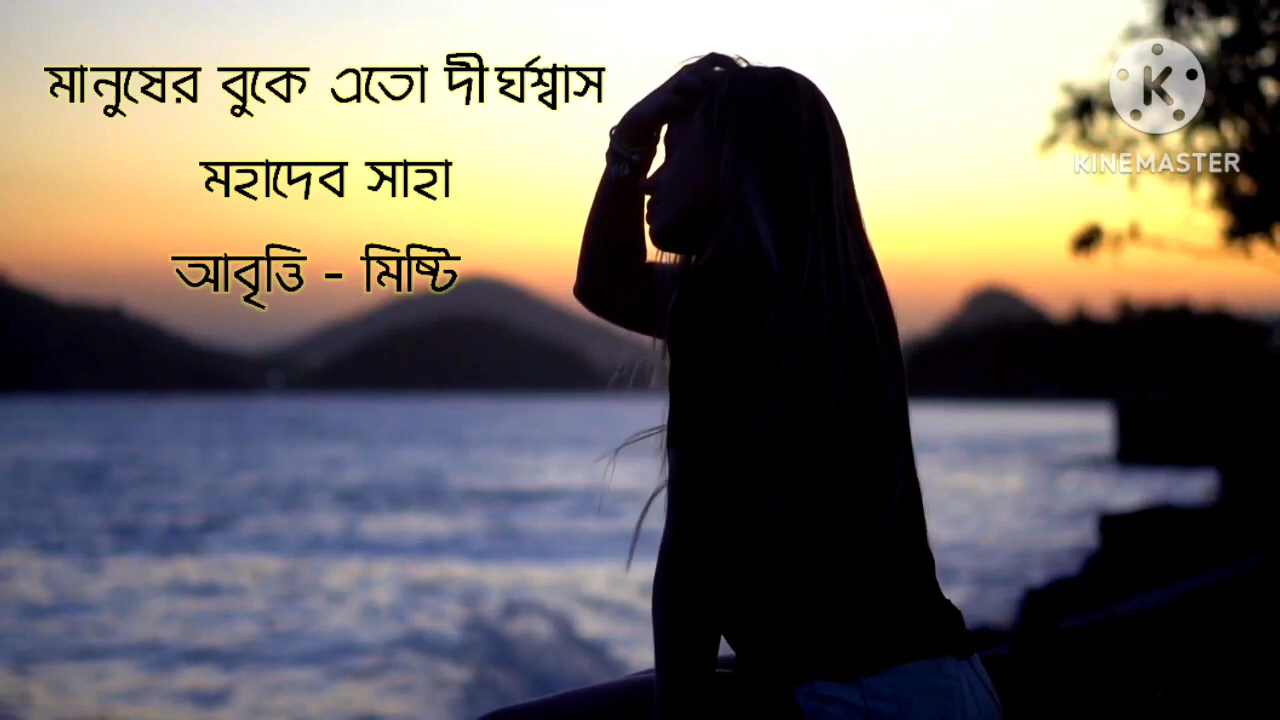 মানুষের বুকে এতো দীর্ঘশ্বাস
মহাদেব সাহা
আবৃত্তি - মিষ্টি
K
KINEMASTER